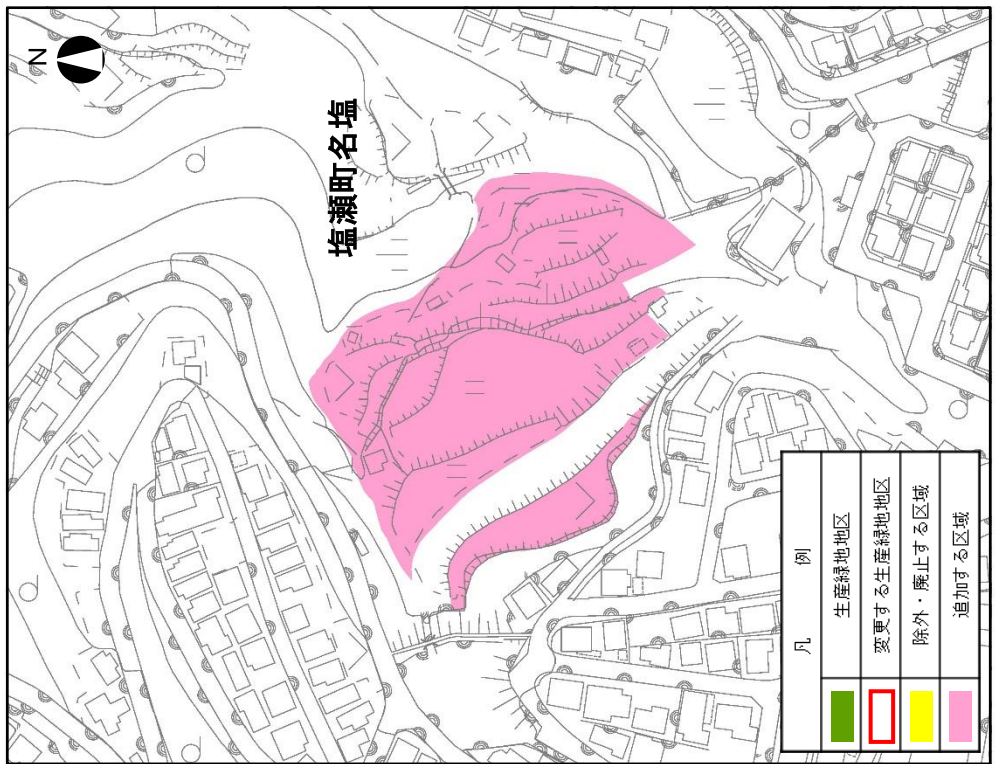 N
塩瀬町名塩
凡 例
生産緑地地区
変更する生産緑地地区
除外・廃止する区域
追加する区域